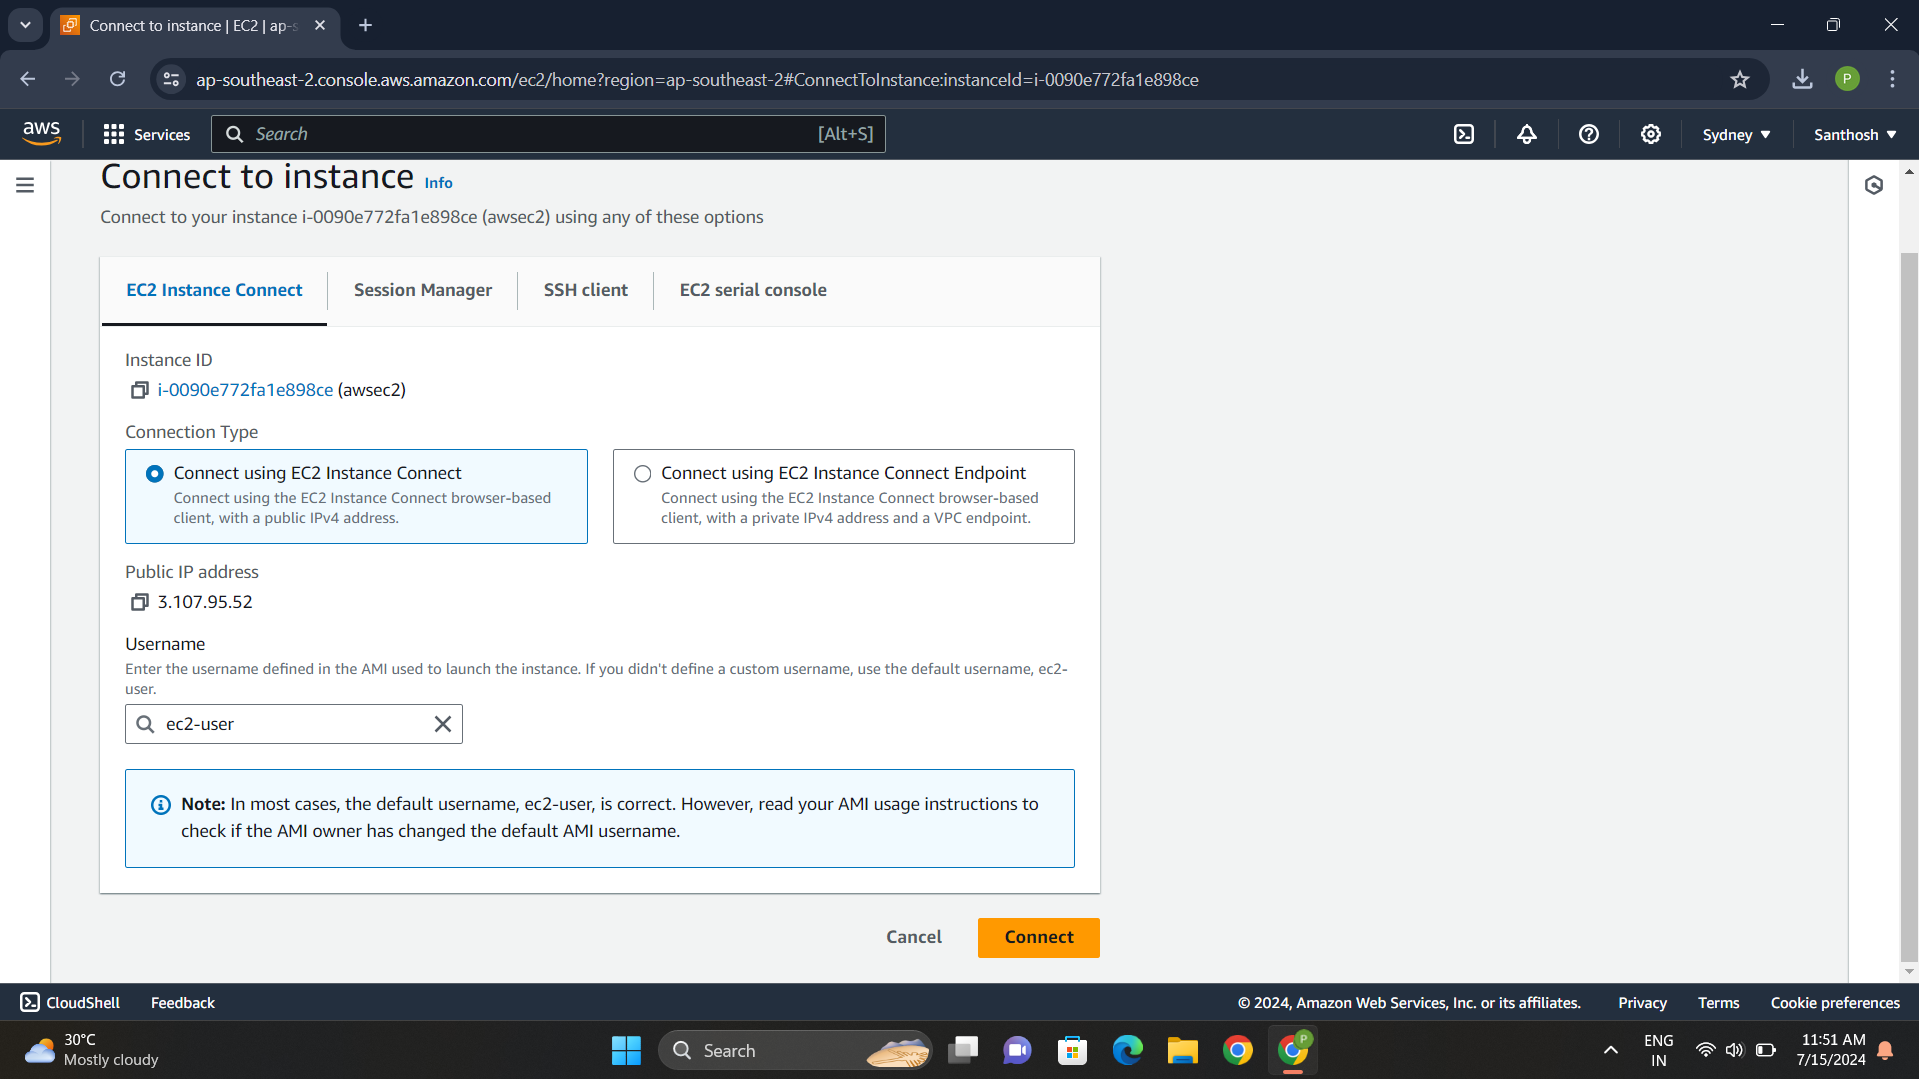 Connect to instance | EC2 | ap-s
ap-southeast-2.console.aws.amazon.com/ec2/home?region=ap-southeast-2#ConnectToInstance:instanceId=i-0090e772fa1e898ce
P
aws
Services
Search
[Alt+S]
Sydney
Santhosh
Connect to instance Info
Connect to your instance i-0090e772fa1e898ce (awsec2) using any of these options
EC2 Instance Connect
Session Manager
SSH client
EC2 serial console
Instance ID
i-0090e772fa1e898ce (awsec2)
Connection Type
Connect using EC2 Instance Connect
Connect using the EC2 Instance Connect browser-based
client, with a public IPv4 address.
Connect using EC2 Instance Connect Endpoint
Connect using the EC2 Instance Connect browser-based
client, with a private IPv4 address and a VPC endpoint.
Public IP address
3.107.95.52
Username
Enter the username defined in the AMI used to launch the instance. If you didn't define a custom username, use the default username, ec2-
user.
ec2-user
Note: In most cases, the default username, ec2-user, is correct. However, read your AMI usage instructions to
check if the AMI owner has changed the default AMI username.
Cancel
Connect
CloudShell
Feedback
© 2024, Amazon Web Services, Inc. or its affiliates.
Privacy
Terms
Cookie preferences
30°C
Mostly cloudy
Search
P
ENG
IN
11:51 AM
7/15/2024